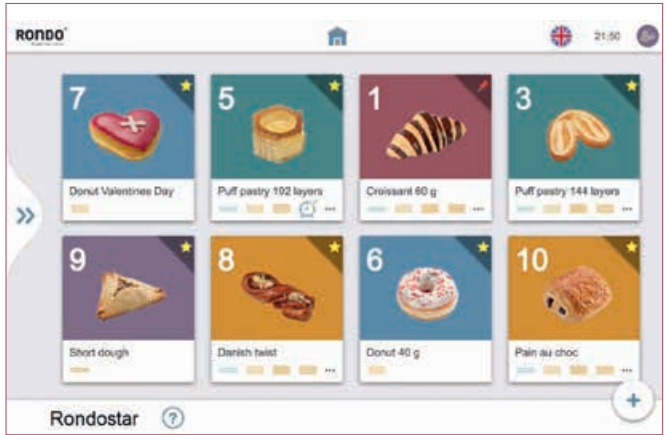 RONDO
21:50
7
5
1
3
Donut Valentines Day
Puff pastry 192 layers
Croissant 60 g
Puff pastry 144 layers
9
8
6
10
Short dough
Danish twist
Donut 40 g
Pain au choc
Rondostar ?